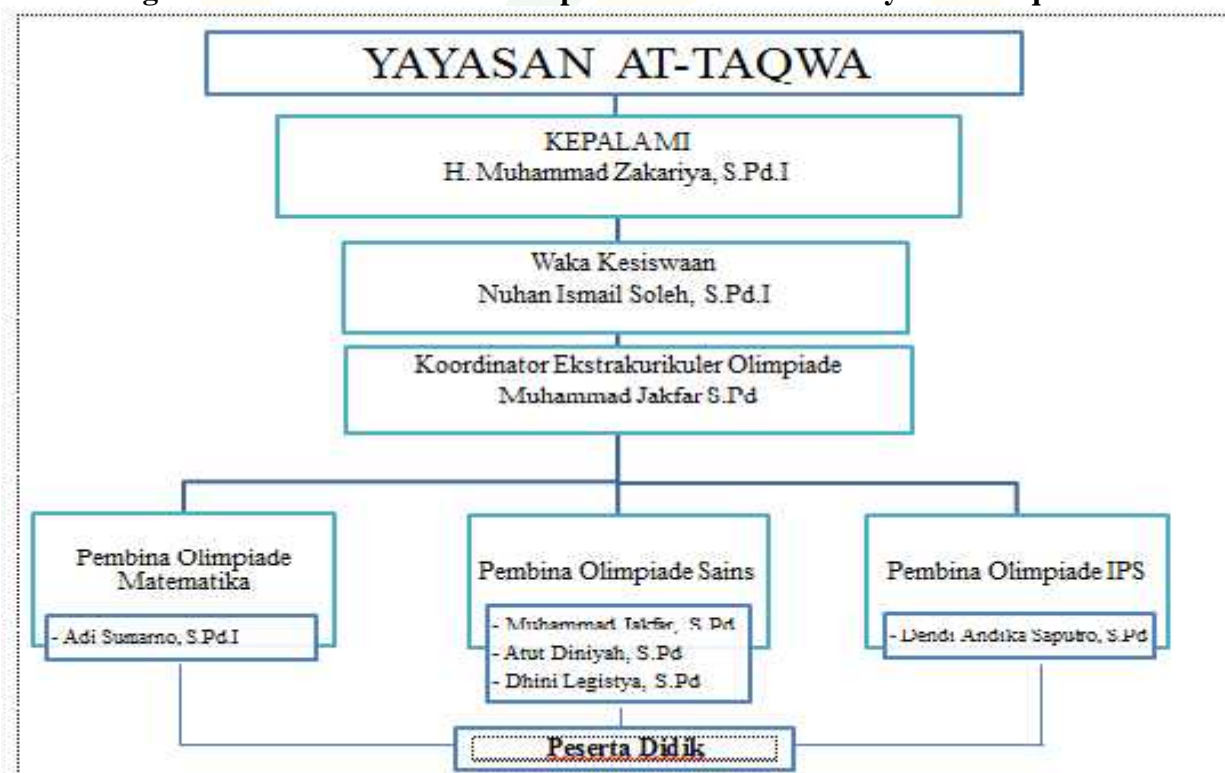 YAYASAN AT-TAQWA
KEPALA MI
H. Muhammad Zakariya, S.Pd.I
Waka Kesiswaan
Nuhan Ismail Soleh, S.Pd.I
Koordinator Ekstrakurikuler Olimpiade
Muhammad Jakfar S.Pd
Pembina Olimpiade
Matematika
- Adi Sumarno, S.Pd.I
Pembina Olimpiade Sains
- Muhammad Jakfar, S.Pd
- Atut Diniyah, S.Pd
- Dhini Legistya, S.Pd
Pembina Olimpiade IPS
- Dendi Andika Saputro, S.Pd
Peserta Didik